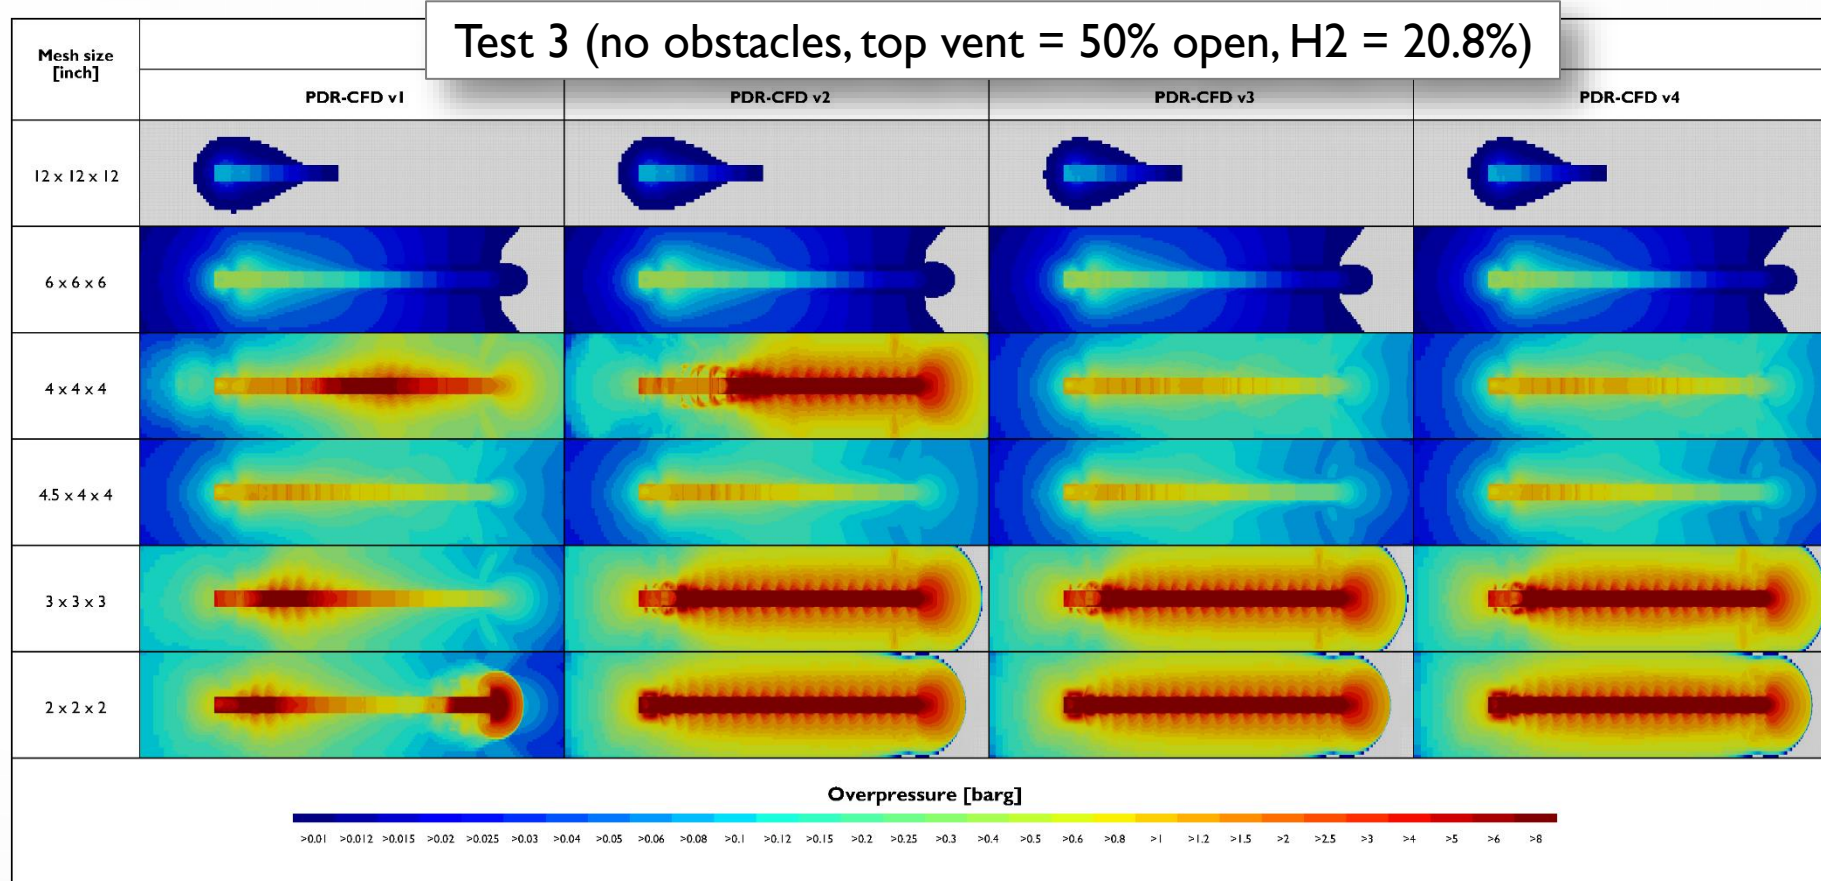 Test 3 (no obstacles, top vent = 50% open, H2 = 20.8%)
Mesh size
[inch]
PDR-CFD v1 PDR-CFD v2 PDR-CFD v3 PDR-CFD v4
12 x 12 x 12
6 x 6 x 6
4 x 4 x 4
4.5 x 4 x 4
3 x 3 x 3
2 x 2 x 2
Overpressure [barg]
>0.01 >0.012 >0.015 >0.02 >0.025 >0.03 >0.04 >0.05 >0.06 >0.08 >0.1 >0.12 >0.15 >0.2 >0.25 >0.3 >0.4 >0.5 >0.6 >0.8 >1 >1.2 >1.5 >2 >2.5 >3 >4 >5 >6 >8